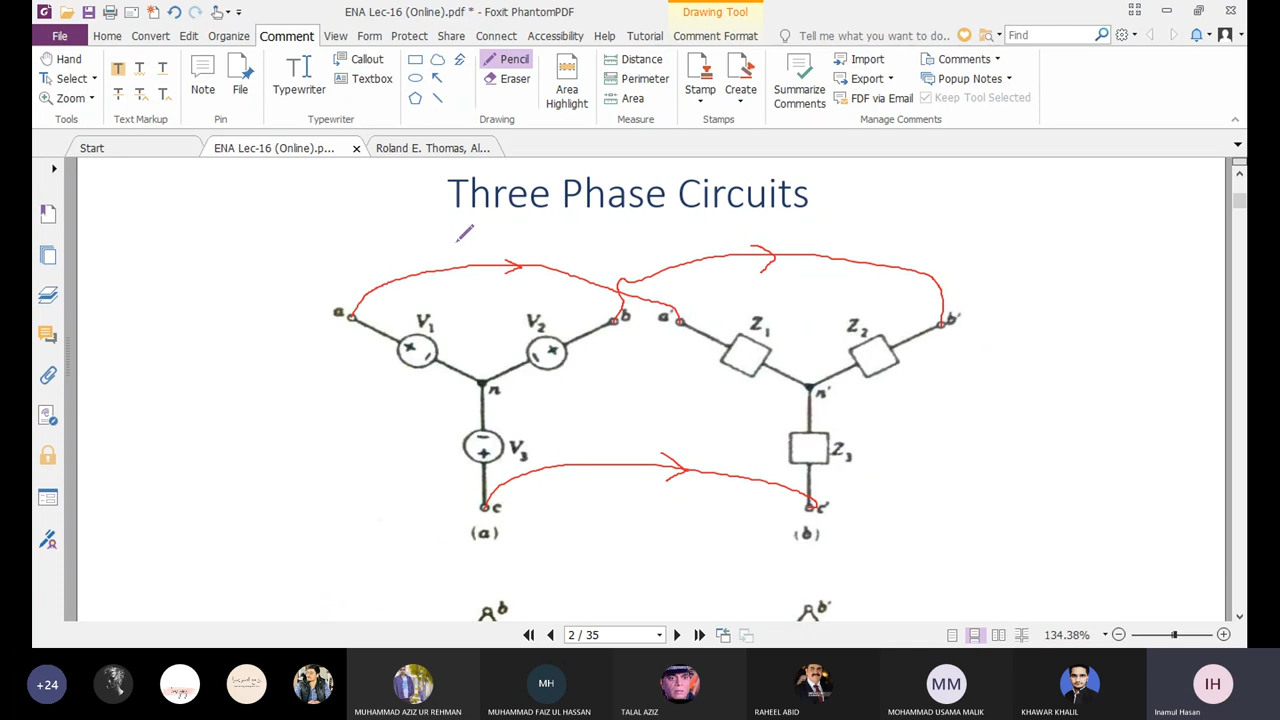 ENA Lec-16 (Online).pdf * - Foxit PhantomPDF
Drawing Tool
File Home Convert Edit Organize Comment View Form Protect Share Connect Accessibility Help Tutorial Comment Format Tell me what you want to do.. Find
Hand
Select
Zoom
Tools
T T T
T T T
Text Markup
Note
File
Pin
Typewriter
Callout
Textbox
Typewriter
Pencil
Eraser
Area Highlight
Drawing
Distance
Perimeter
Area
Measure
Stamp
Create
Stamps
Summarize Comments
Import
Export
FDF via Email
Comments
Popup Notes
Keep Tool Selected
Manage Comments
Start
ENA Lec-16 (Online).p...
Roland E. Thomas, Al...
Three Phase Circuits
a V1 V2 b a' Z1 Z2 b'
n n'
V3 Z3
c c'
(a) (b)
b b'
2 / 35
134.38%
+24
MH
MM
IH
MUHAMMAD AZIZ UR REHMAN
MUHAMMAD FAIZ UL HASSAN
TALAL AZIZ
RAHEEL ABID
MOHAMMAD USAMA MALIK
KHAWAR KHALIL
Inamul Hasan